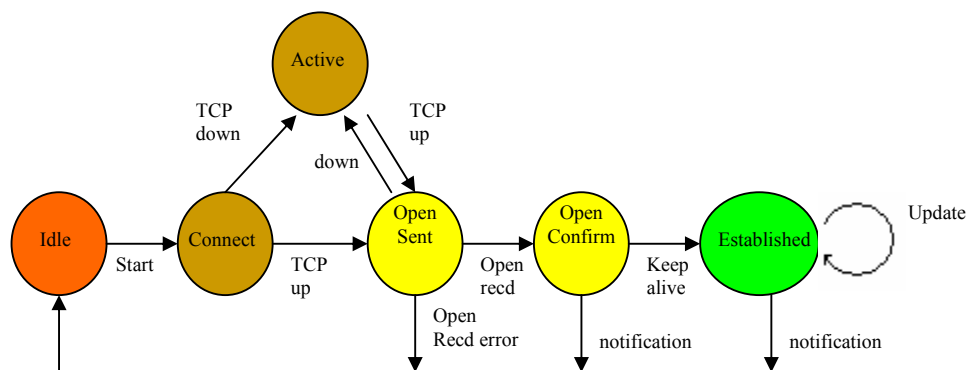 Active
TCP
down
TCP
up
down
Idle
Start
Connect
TCP
up
Open
Sent
Open
recd
Open
Confirm
Keep
alive
Established
Update
Open
Recd error
notification
notification